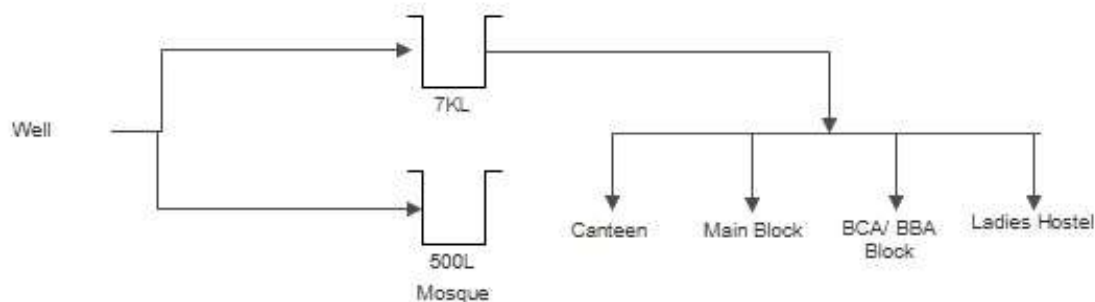 7KL
Well
Canteen
Main Block
BCA/ BBA
Block
Ladies Hostel
500L
Mosque